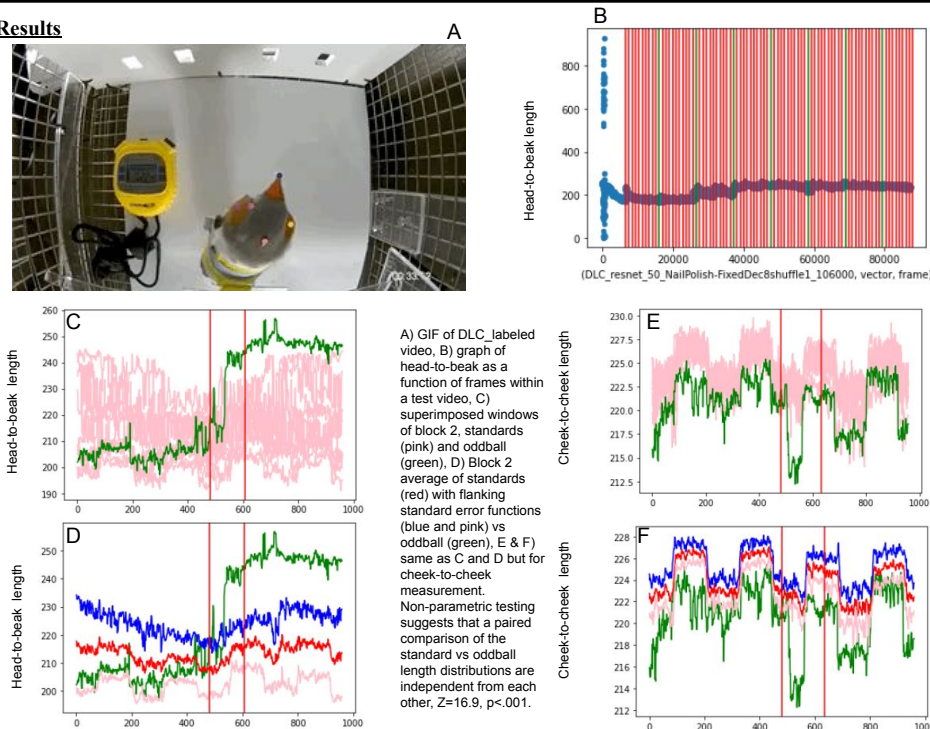 Results
A
B
Head-to-beak length
800
600
400
200
0
0 20000 40000 60000 80000
(DLC_resnet_50_NailPolish-FixedDec8shuffle1_106000, vector, frame)
C
Head-to-beak length
260
250
240
230
220
210
200
190
0 200 400 600 800 1000
D
Head-to-beak length
250
240
230
220
210
200
0 200 400 600 800 1000
A) GIF of DLC_labeled
video, B) graph of
head-to-beak as a
function of frames within
a test video, C)
superimposed windows
of block 2, standards
(pink) and oddball
(green), D) Block 2
average of standards
(red) with flanking
standard error functions
(blue and pink) vs
oddball (green), E & F)
same as C and D but for
cheek-to-cheek
measurement.
Non-parametric testing
suggests that a paired
comparison of the
standard vs oddball
length distributions are
independent from each
other, Z=16.9, p<.001.
E
Cheek-to-cheek length
230.0
227.5
225.0
222.5
220.0
217.5
215.0
212.5
0 200 400 600 800 1000
F
Cheek-to-cheek length
228
226
224
222
220
218
216
214
212
0 200 400 600 800 1000